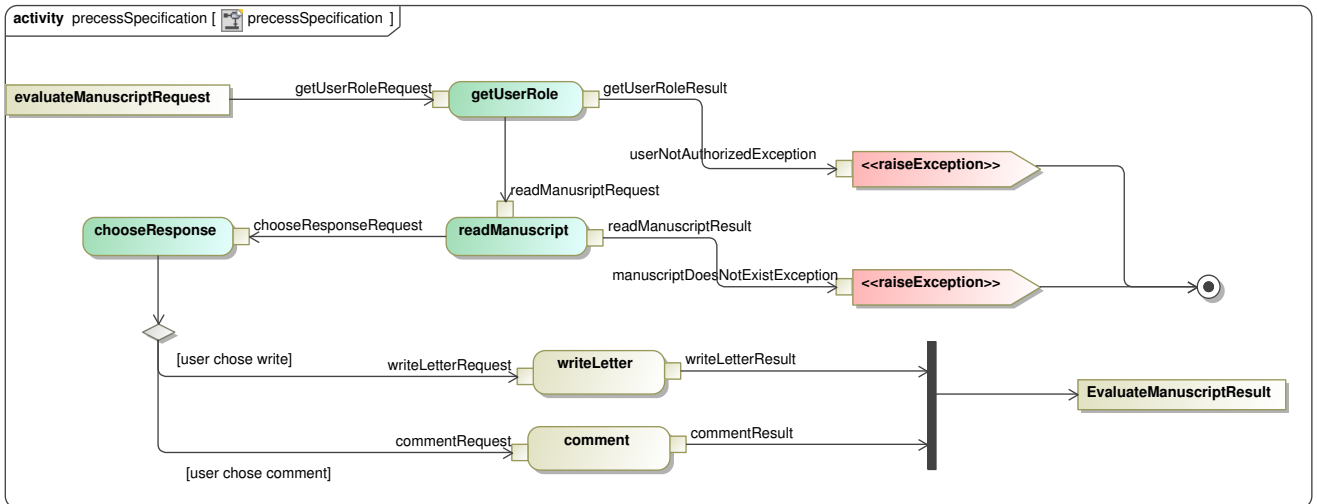 activity precessSpecification [ precessSpecification ]
evaluateManuscriptRequest
getUserRoleRequest
getUserRole
getUserRoleResult
userNotAuthorizedException
<<raiseException>>
readManusriptRequest
chooseResponse
chooseResponseRequest
readManuscript
readManuscriptResult
manuscriptDoesNotExistException
<<raiseException>>
[user chose write]
writeLetterRequest
writeLetter
writeLetterResult
EvaluateManuscriptResult
commentRequest
comment
commentResult
[user chose comment]